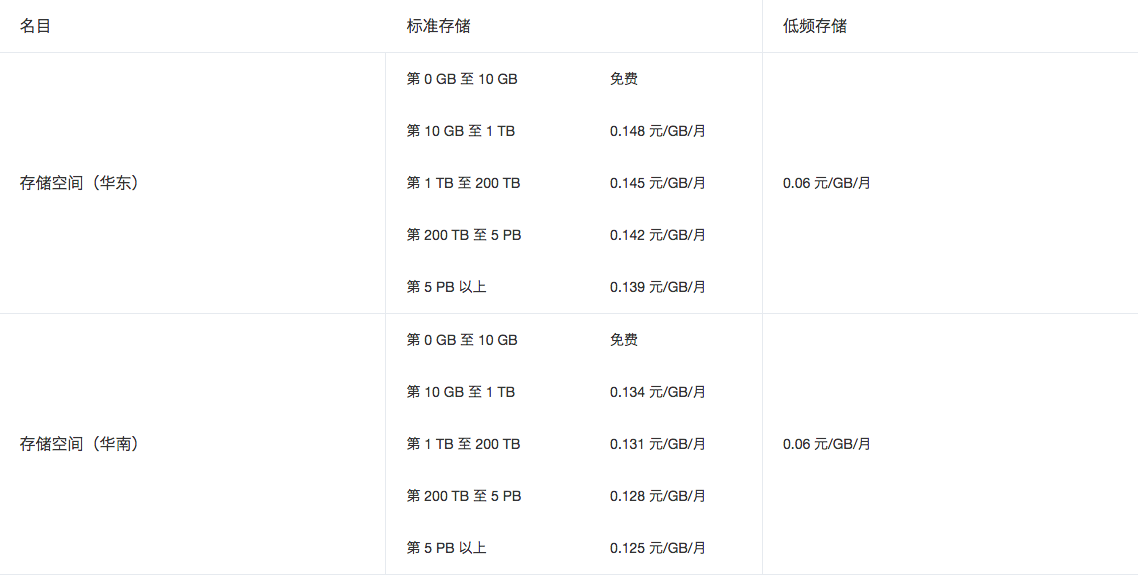 名目 标准存储 低频存储
第 0 GB 至 10 GB 免费
第 10 GB 至 1 TB 0.148 元/GB/月
存储空间（华东） 第 1 TB 至 200 TB 0.145 元/GB/月 0.06 元/GB/月
第 200 TB 至 5 PB 0.142 元/GB/月
第 5 PB 以上 0.139 元/GB/月
第 0 GB 至 10 GB 免费
第 10 GB 至 1 TB 0.134 元/GB/月
存储空间（华南） 第 1 TB 至 200 TB 0.131 元/GB/月 0.06 元/GB/月
第 200 TB 至 5 PB 0.128 元/GB/月
第 5 PB 以上 0.125 元/GB/月